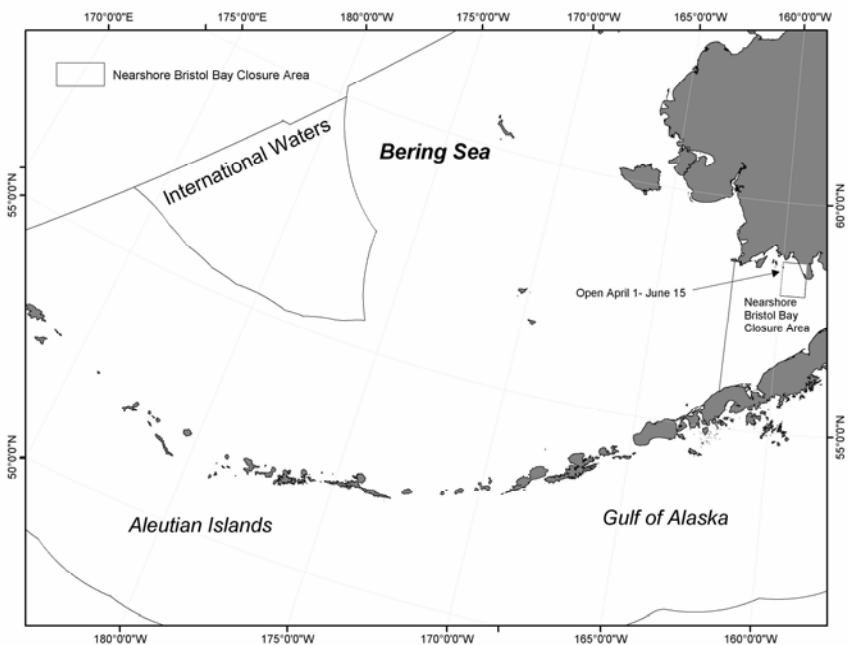 170°0'0"E
180°0'0"W
175°0'0"W
170°0'0"W
165°0'0"W
160°0'0"W
Nearshore Bristol Bay Closure Area
International Waters
Bering Sea
55°0'0"N
60°0'0"N
Open April 1- June 15
Nearshore
Bristol Bay
Closure Area
50°0'0"N
55°0'0"N
Aleutian Islands
Gulf of Alaska
180°0'0"W
175°0'0"W
170°0'0"W
165°0'0"W
160°0'0"W